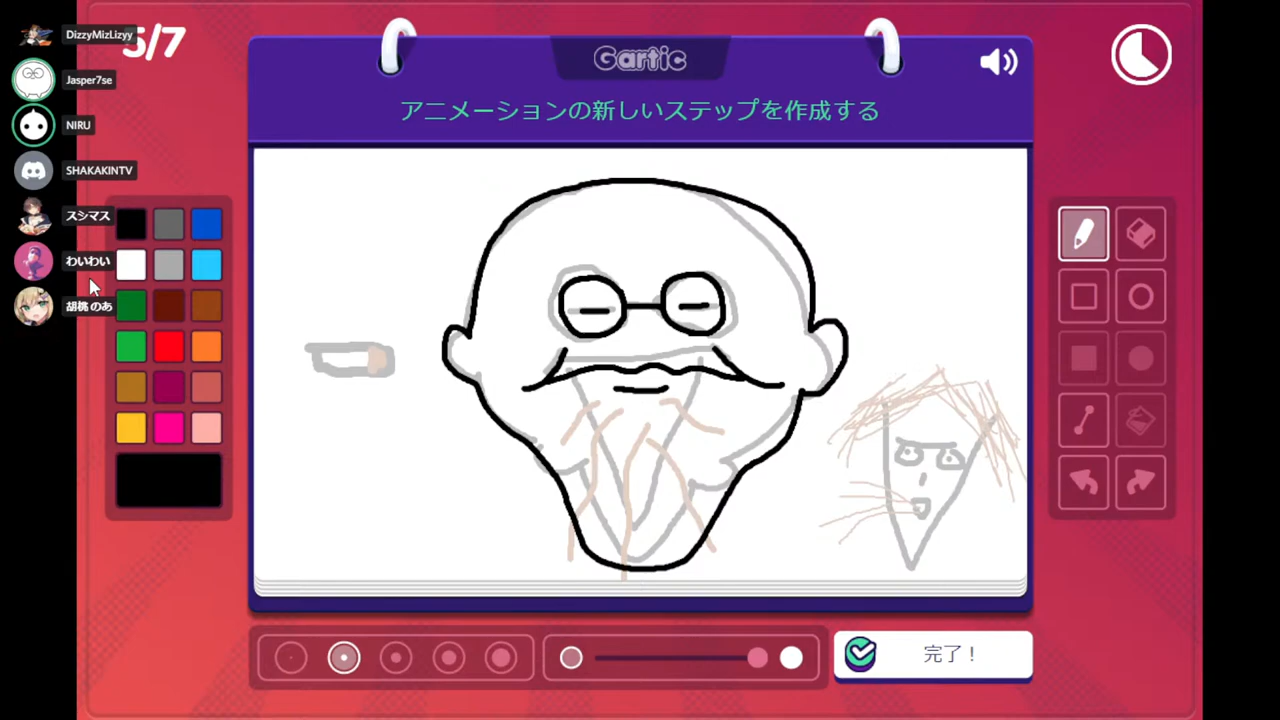 DizzyMizLizyy
5/7
Gartic
Jasper7se
アニメーションの新しいステップを作成する
NIRU
SHAKAKINTV
スシマス
わいわい
胡桃のあ
完了！